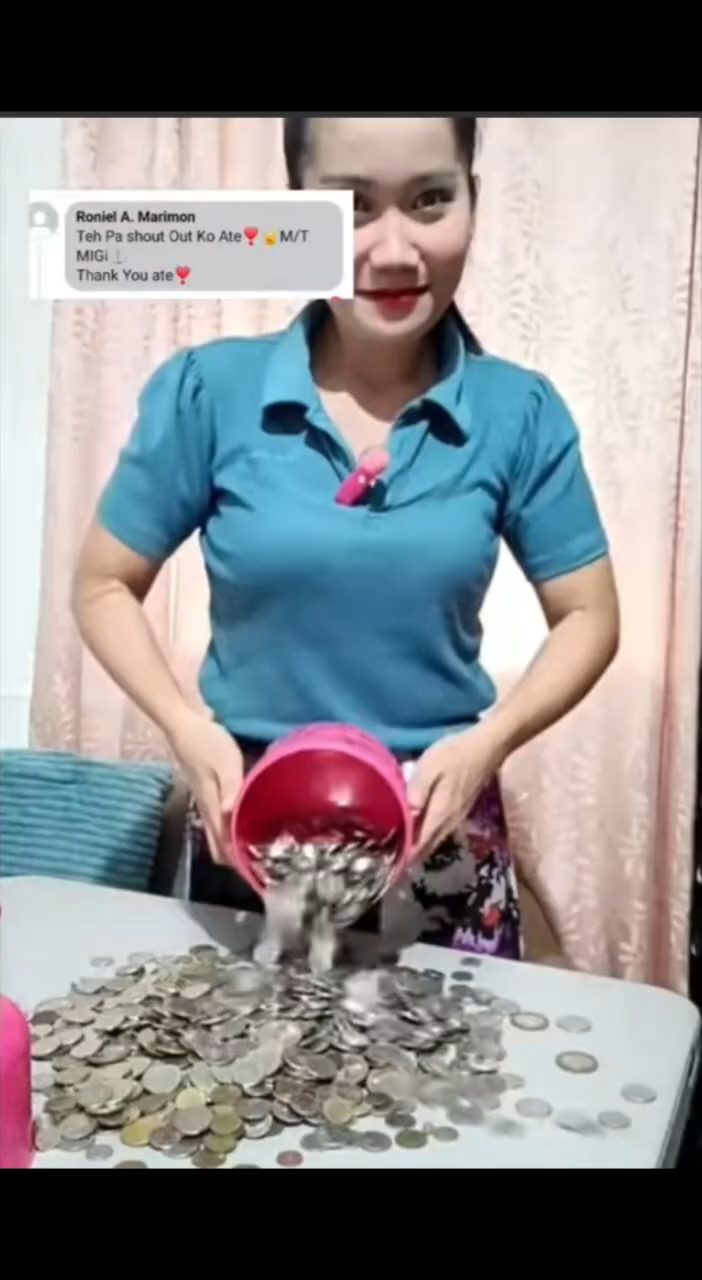 Roniel A. Marimon
Teh Pa shout Out Ko Ate❣️😘M/T
MIGi⚓
Thank You ate❣️